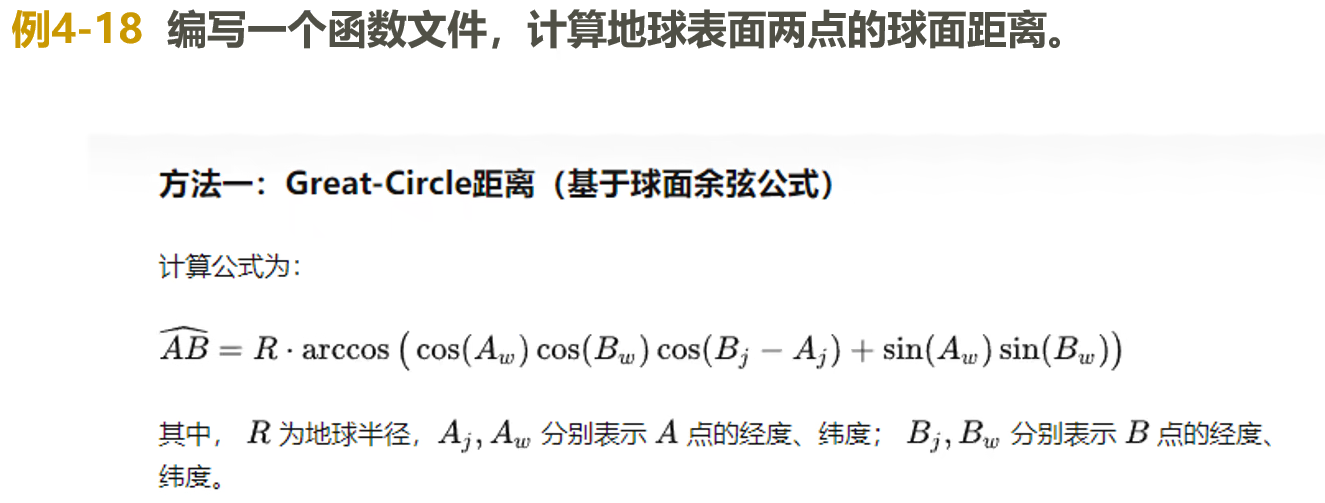 例4-18 编写一个函数文件，计算地球表面两点的球面距离。
方法一：Great-Circle距离（基于球面余弦公式）
计算公式为：
$\widehat{AB} = R \cdot \arccos\left(\cos(A_w)\cos(B_w)\cos(B_j - A_j) + \sin(A_w)\sin(B_w)\right)$
其中， $R$ 为地球半径，$A_j, A_w$ 分别表示 $A$ 点的经度、纬度； $B_j, B_w$ 分别表示 $B$ 点的经度、
纬度。